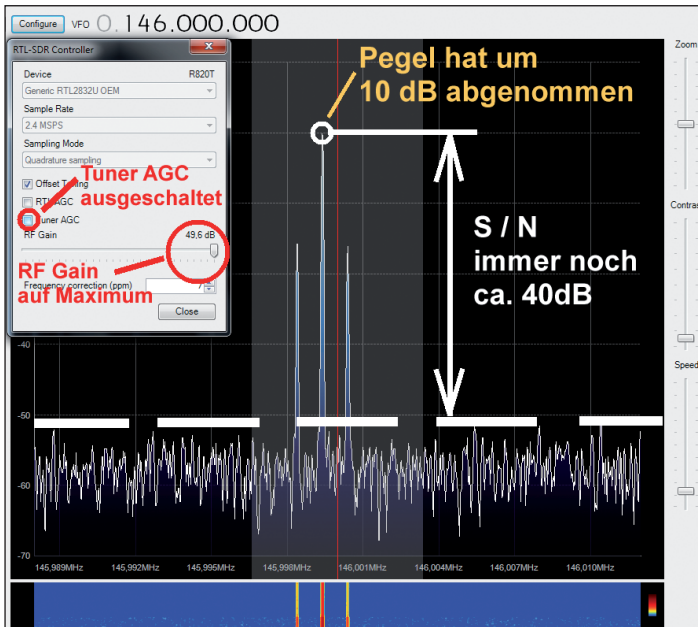 Configure VFO 0.146.000.000
RTL-SDR Controller
Device R820T
Generic RTL2832U OEM
Sample Rate
2.4 MSPS
Sampling Mode
Quadrature sampling
Offset Tuning
RTL AGC
Tuner AGC
RF Gain 49,6 dB
Frequency correction (ppm)
Close
Tuner AGC
ausgeschaltet
RF Gain
auf Maximum
Pegel hat um
10 dB abgenommen
S / N
immer noch
ca. 40dB
Zoom
Contras
Speed
-40
-50
-60
-70
145,989MHz 145,992MHz 145,995MHz 145,998MHz 146,001MHz 146,004MHz 146,007MHz 146,010MHz